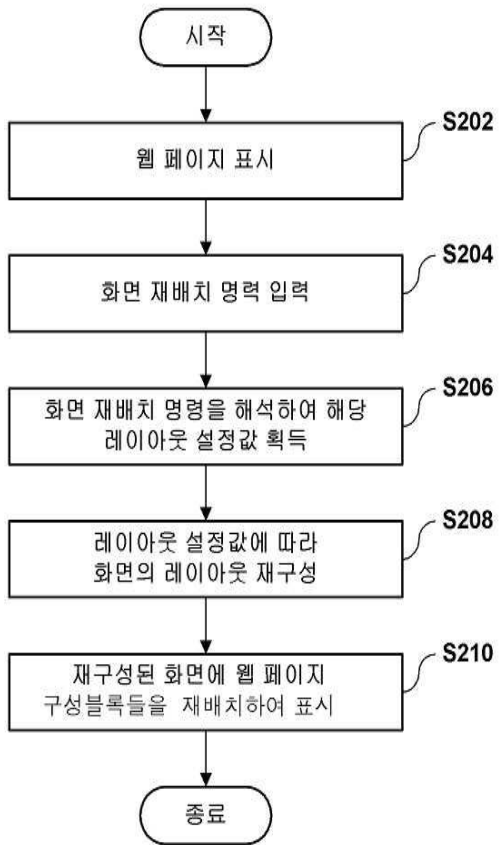 시작
S202
웹 페이지 표시
S204
화면 재배치 명력 입력
S206
화면 재배치 명령을 해석하여 해당
레이아웃 설정값 획득
S208
레이아웃 설정값에 따라
화면의 레이아웃 재구성
S210
재구성된 화면에 웹 페이지
구성블록들을 재배치하여 표시
종료